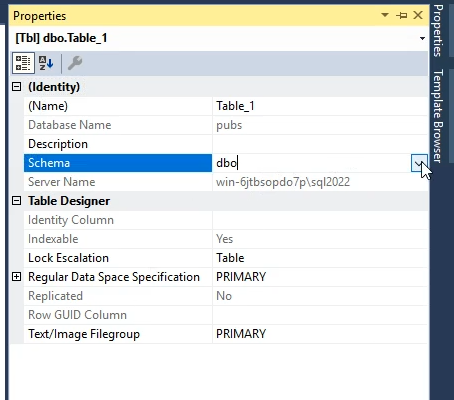 Properties
[Tbl] dbo.Table_1
(Identity)
(Name) Table_1
Database Name pubs
Description
Schema dbo
Server Name win-6jtbsopdo7p\sql2022
Table Designer
Identity Column
Indexable Yes
Lock Escalation Table
Regular Data Space Specification PRIMARY
Replicated No
Row GUID Column
Text/Image Filegroup PRIMARY
Properties
Template Browser